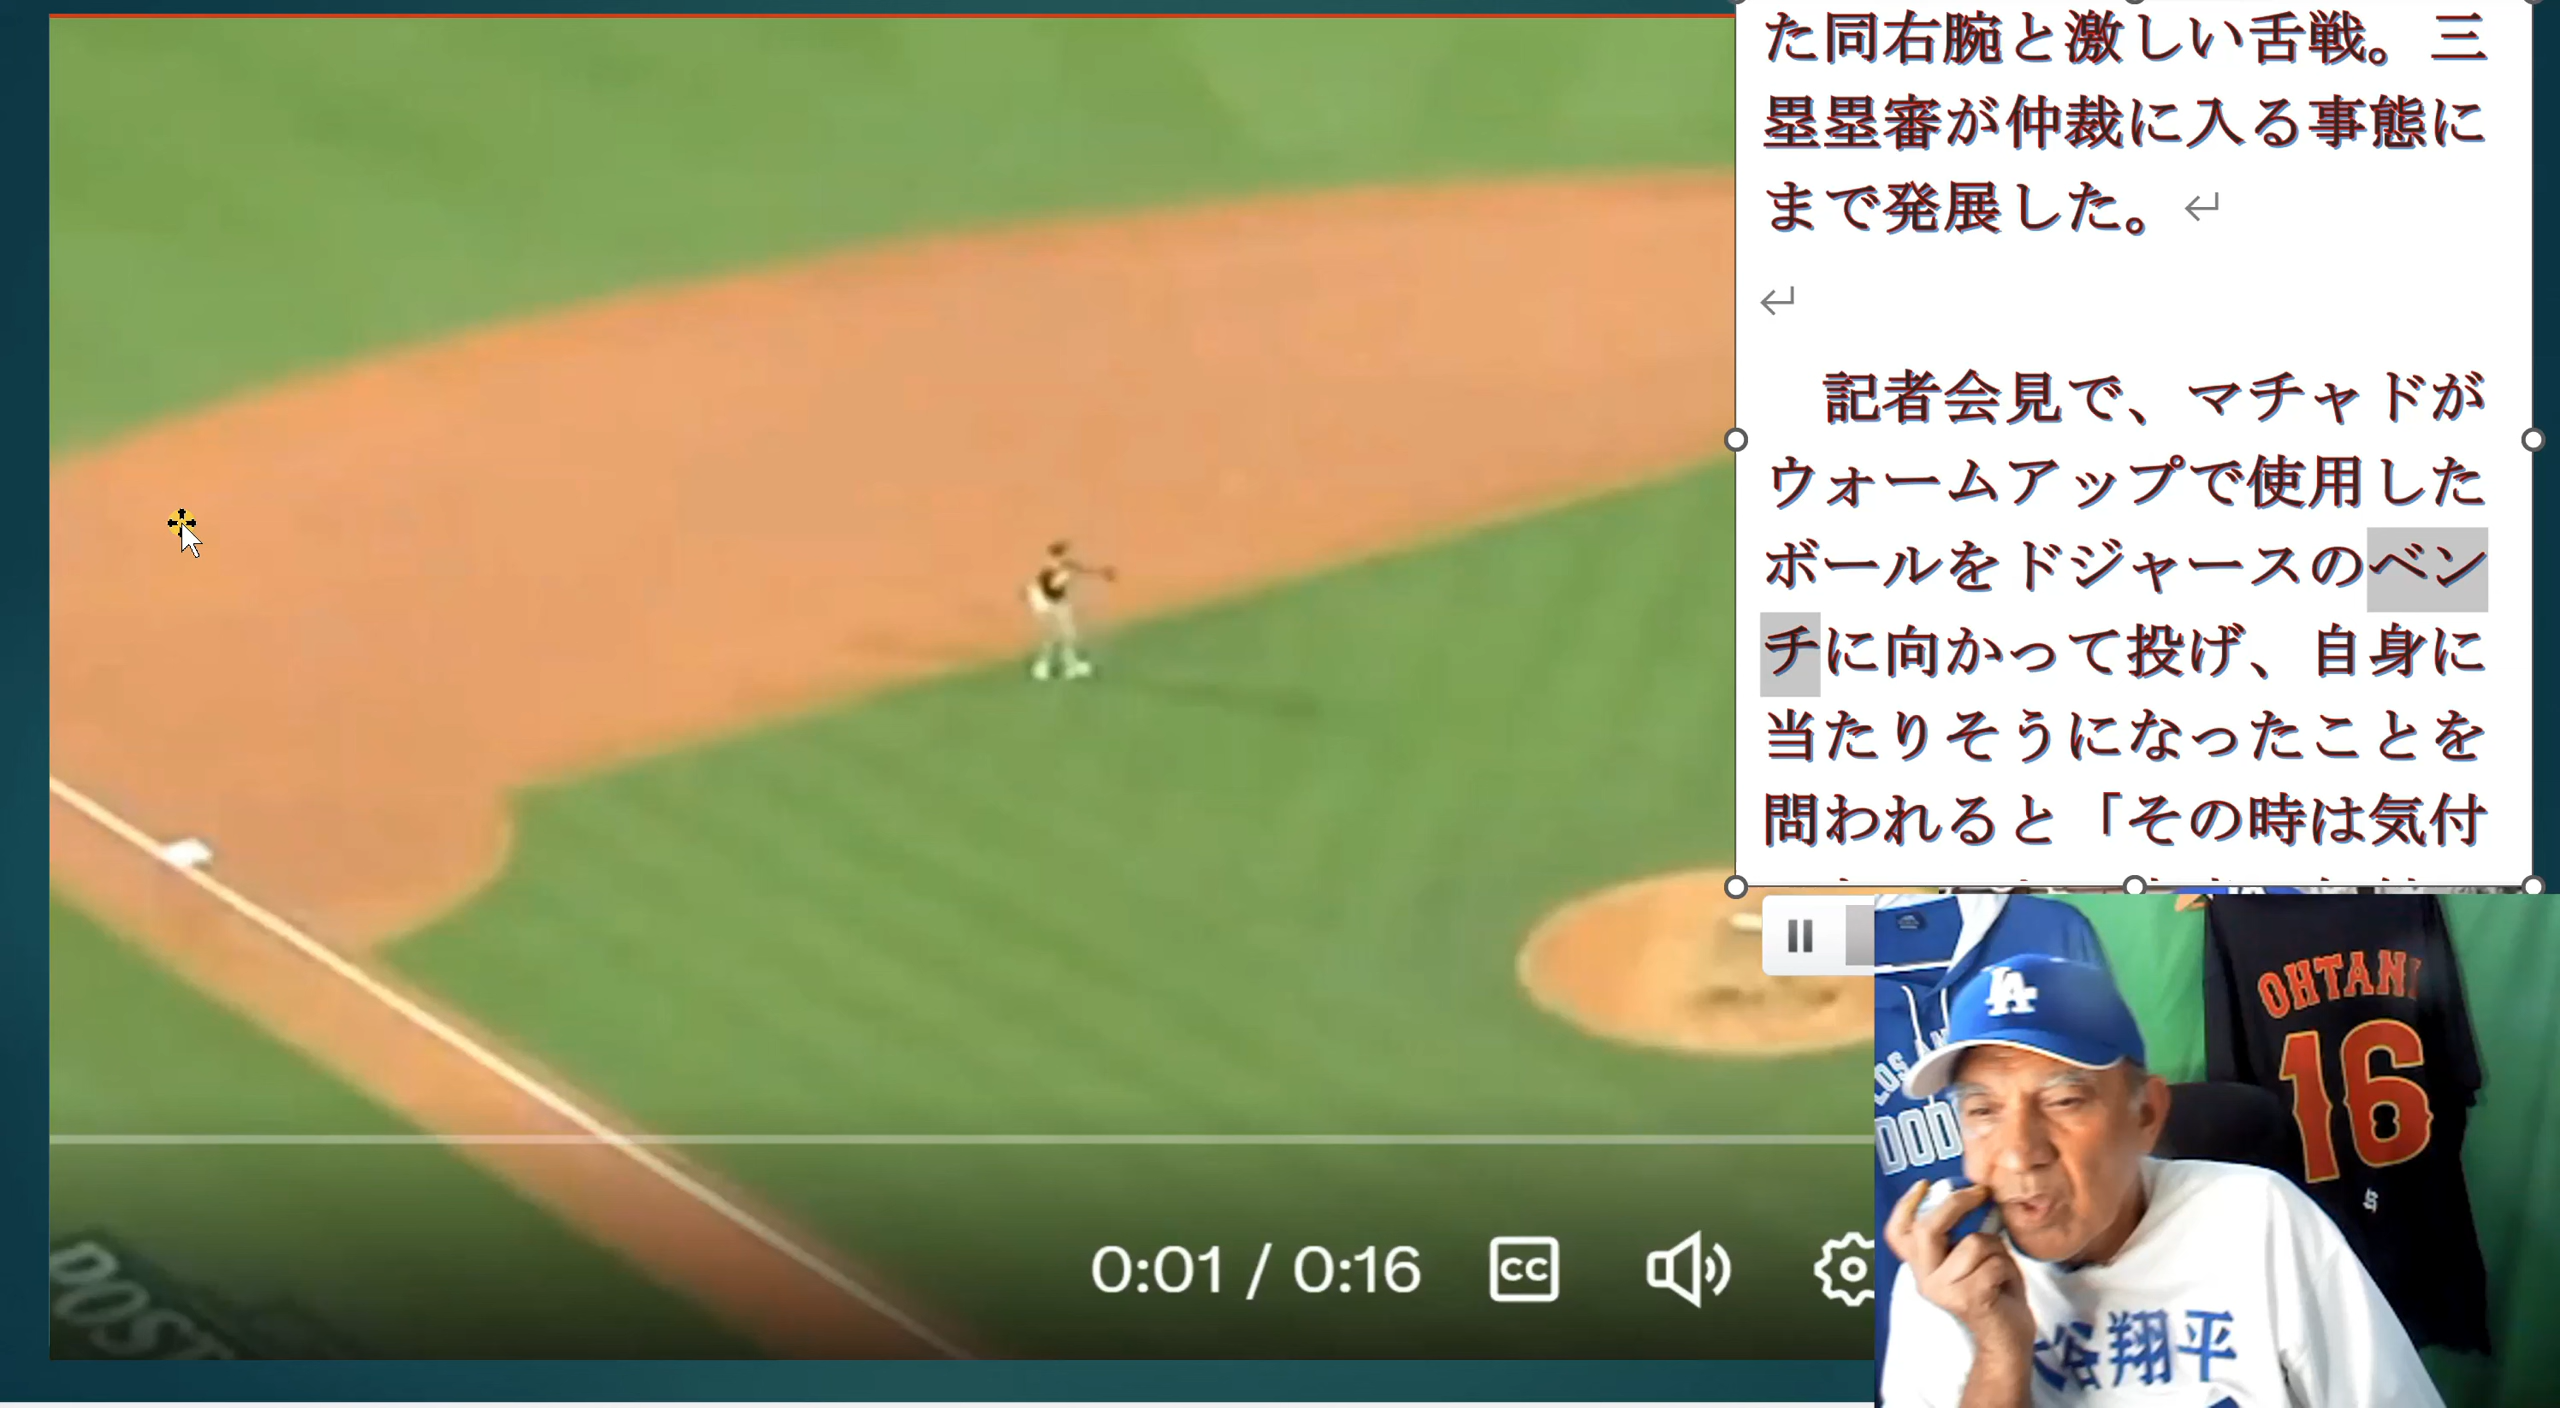 た同右腕と激しい舌戦。三
塁塁審が仲裁に入る事態に
まで発展した。
記者会見で、マチャドが
ウォームアップで使用した
ボールをドジャースのベン
チに向かって投げ、自身に
当たりそうになったことを
問われると「その時は気付
0:01 / 0:16
CC
POST
LA
OHTANI
16
LOS AN
DOD
谷翔平